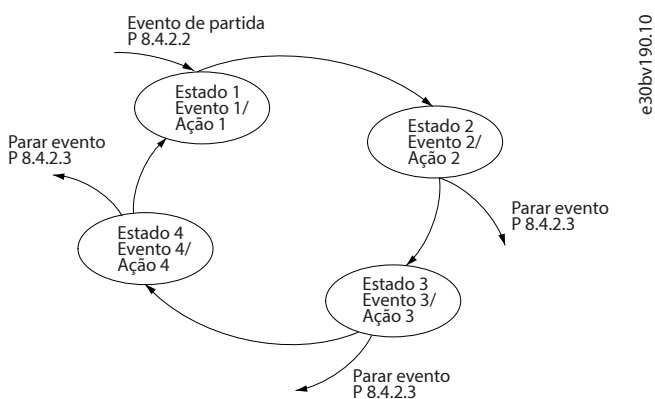 Evento de partida
P 8.4.2.2
e30bv190.10
Estado 1
Evento 1/
Ação 1
Estado 2
Evento 2/
Ação 2
Parar evento
P 8.4.2.3
Parar evento
P 8.4.2.3
Estado 4
Evento 4/
Ação 4
Estado 3
Evento 3/
Ação 3
Parar evento
P 8.4.2.3